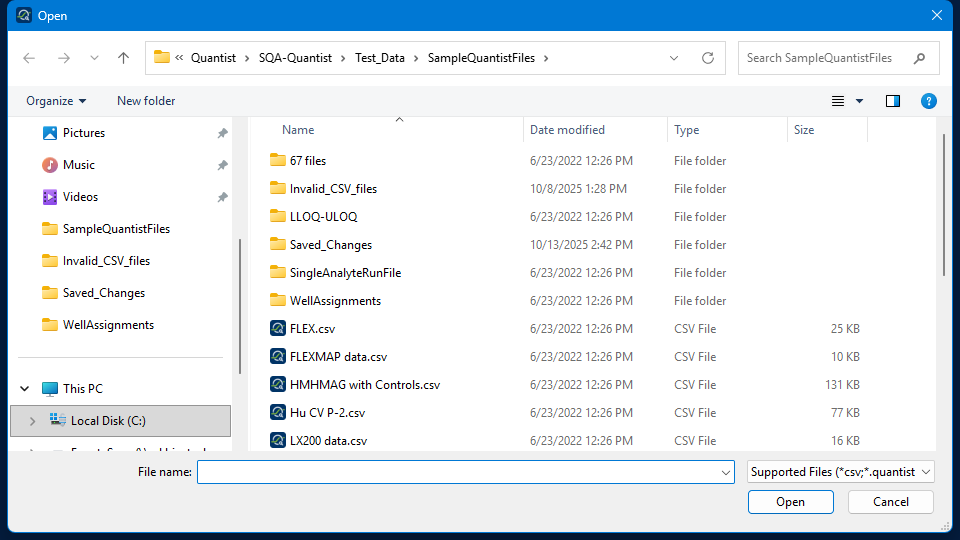 Open
« Quantist > SQA-Quantist > Test_Data > SampleQuantistFiles >
Search SampleQuantistFiles
Organize
New folder
Pictures
Music
Videos
SampleQuantistFiles
Invalid_CSV_files
Saved_Changes
WellAssignments
This PC
Local Disk (C:)
Name Date modified Type Size
67 files 6/23/2022 12:26 PM File folder
Invalid_CSV_files 10/8/2025 1:28 PM File folder
LLOQ-ULOQ 6/23/2022 12:26 PM File folder
Saved_Changes 10/13/2025 2:42 PM File folder
SingleAnalyteRunFile 6/23/2022 12:26 PM File folder
WellAssignments 6/23/2022 12:26 PM File folder
FLEX.csv 6/23/2022 12:26 PM CSV File 25 KB
FLEXMAP data.csv 6/23/2022 12:26 PM CSV File 10 KB
HMHMAG with Controls.csv 6/23/2022 12:26 PM CSV File 131 KB
Hu CV P-2.csv 6/23/2022 12:26 PM CSV File 77 KB
LX200 data.csv 6/23/2022 12:26 PM CSV File 16 KB
File name:
Supported Files (*csv;*.quantist
Open
Cancel